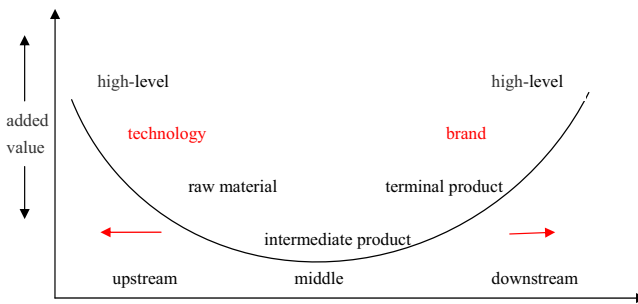 high-level
high-level
added
value
technology
brand
raw material
terminal product
intermediate product
upstream
middle
downstream